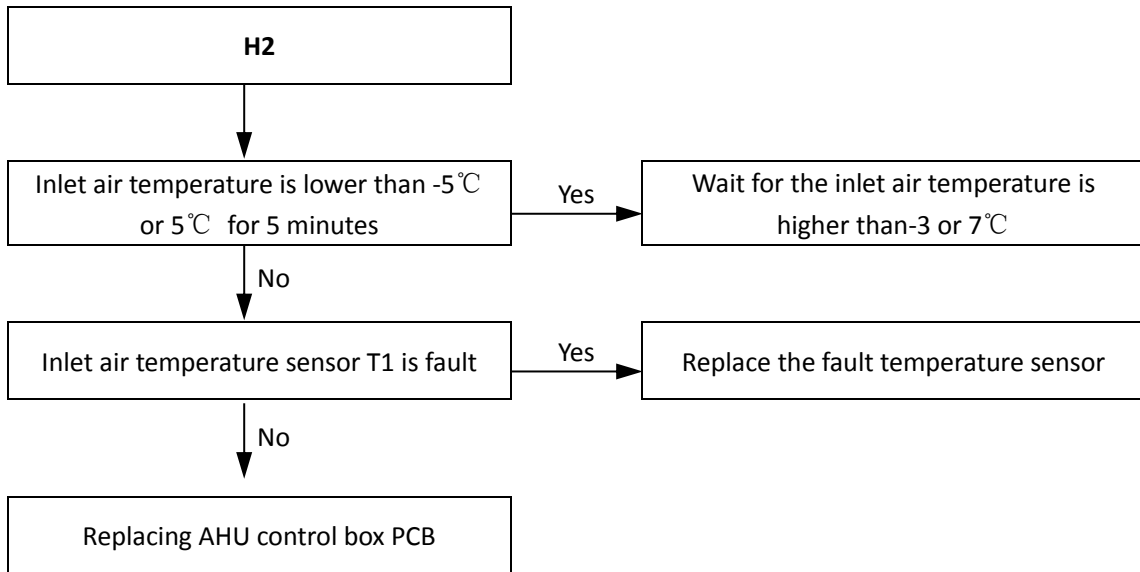 H2
Inlet air temperature is lower than -5℃
or 5℃ for 5 minutes
Yes
Wait for the inlet air temperature is
higher than-3 or 7℃
No
Inlet air temperature sensor T1 is fault
Yes
Replace the fault temperature sensor
No
Replacing AHU control box PCB